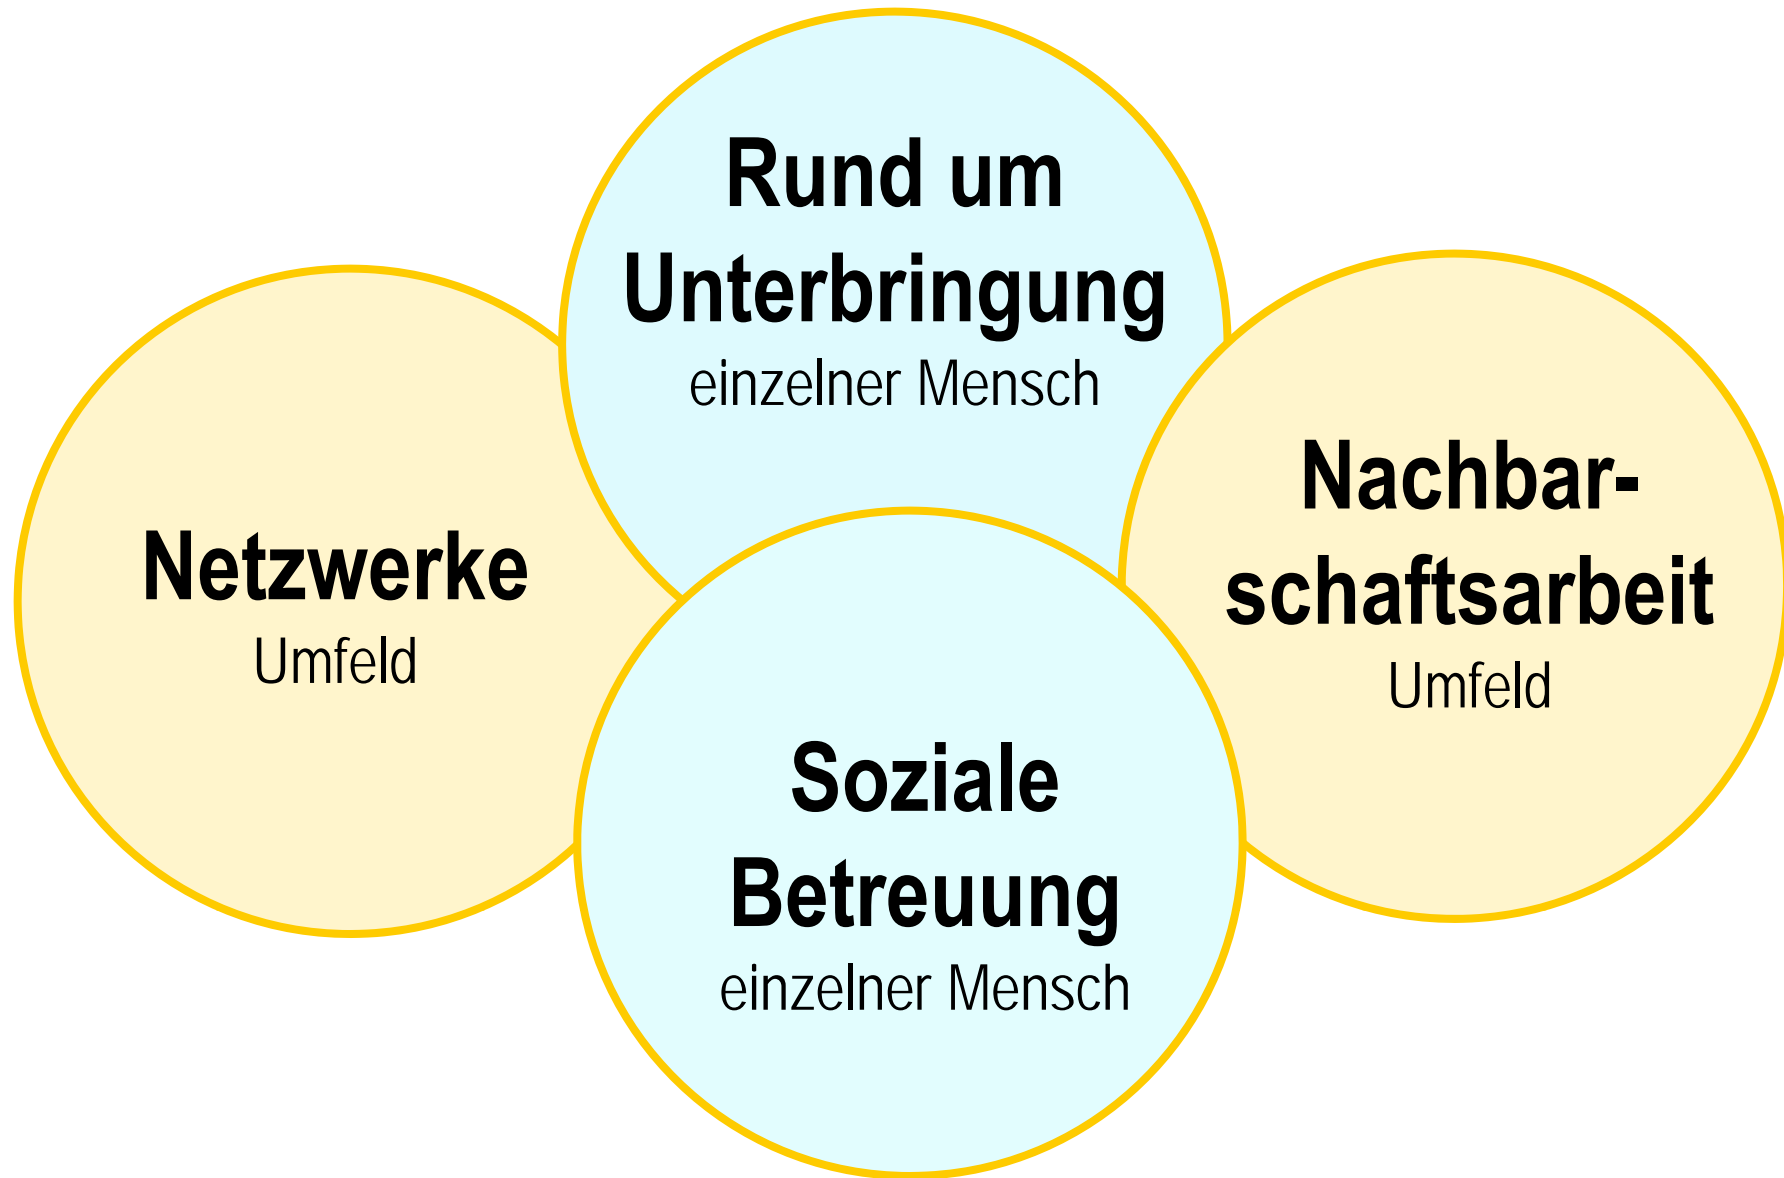 Rund um
Unterbringung
einzelner Mensch
Netzwerke
Umfeld
Nachbar-
schaftsarbeit
Umfeld
Soziale
Betreuung
einzelner Mensch